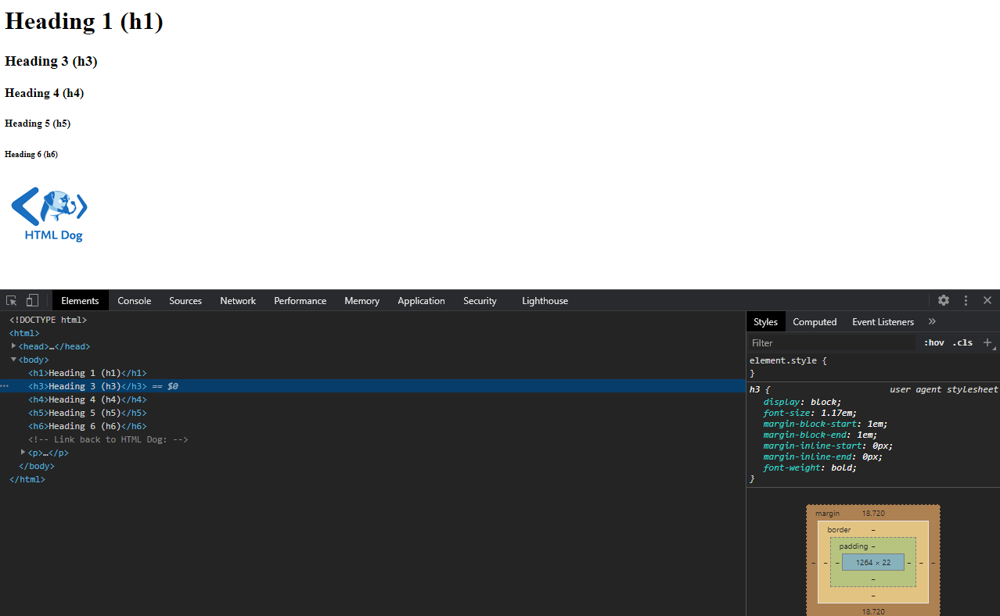 Heading 1 (h1)
Heading 3 (h3)
Heading 4 (h4)
Heading 5 (h5)
Heading 6 (h6)
HTML Dog
Elements Console Sources Network Performance Memory Application Security Lighthouse
<!DOCTYPE html>
<html>
<head>…</head>
<body>
<h1>Heading 1 (h1)</h1>
<h3>Heading 3 (h3)</h3> == $0
<h4>Heading 4 (h4)</h4>
<h5>Heading 5 (h5)</h5>
<h6>Heading 6 (h6)</h6>
<!-- Link back to HTML Dog: -->
<p>…</p>
</body>
</html>
Styles Computed Event Listeners »
Filter :hov .cls +
element.style {
}
h3 { user agent stylesheet
display: block;
font-size: 1.17em;
margin-block-start: 1em;
margin-block-end: 1em;
margin-inline-start: 0px;
margin-inline-end: 0px;
font-weight: bold;
}
margin 18.720
border –
padding –
– – – 1264 × 22 – – –
–
–
18.720